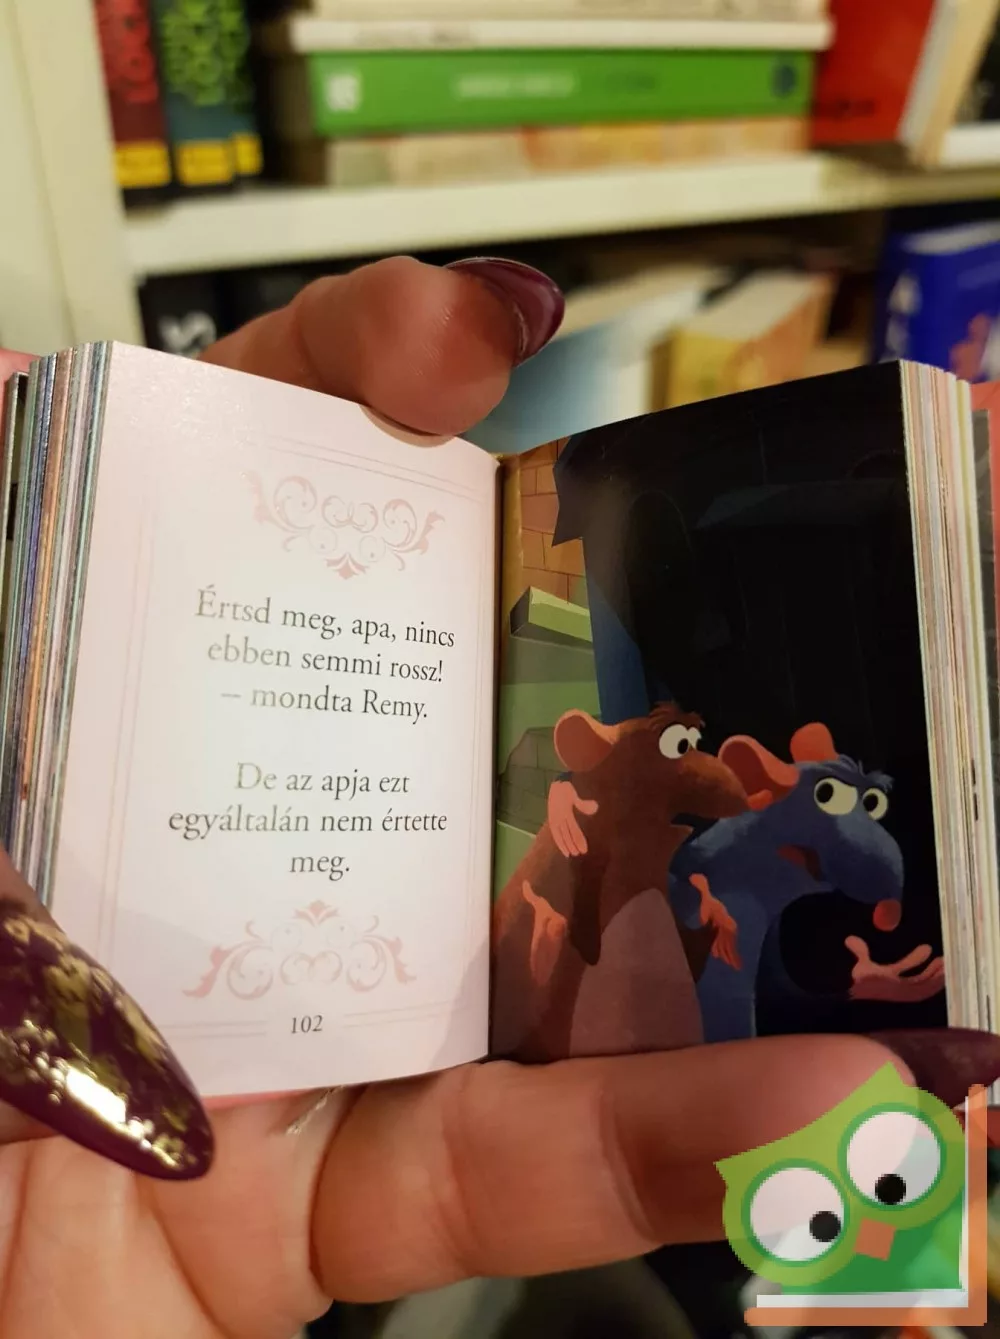 Értsd meg, apa, nincs
ebben semmi rossz!
– mondta Remy.
De az apja ezt
egyáltalán nem értette
meg.
102